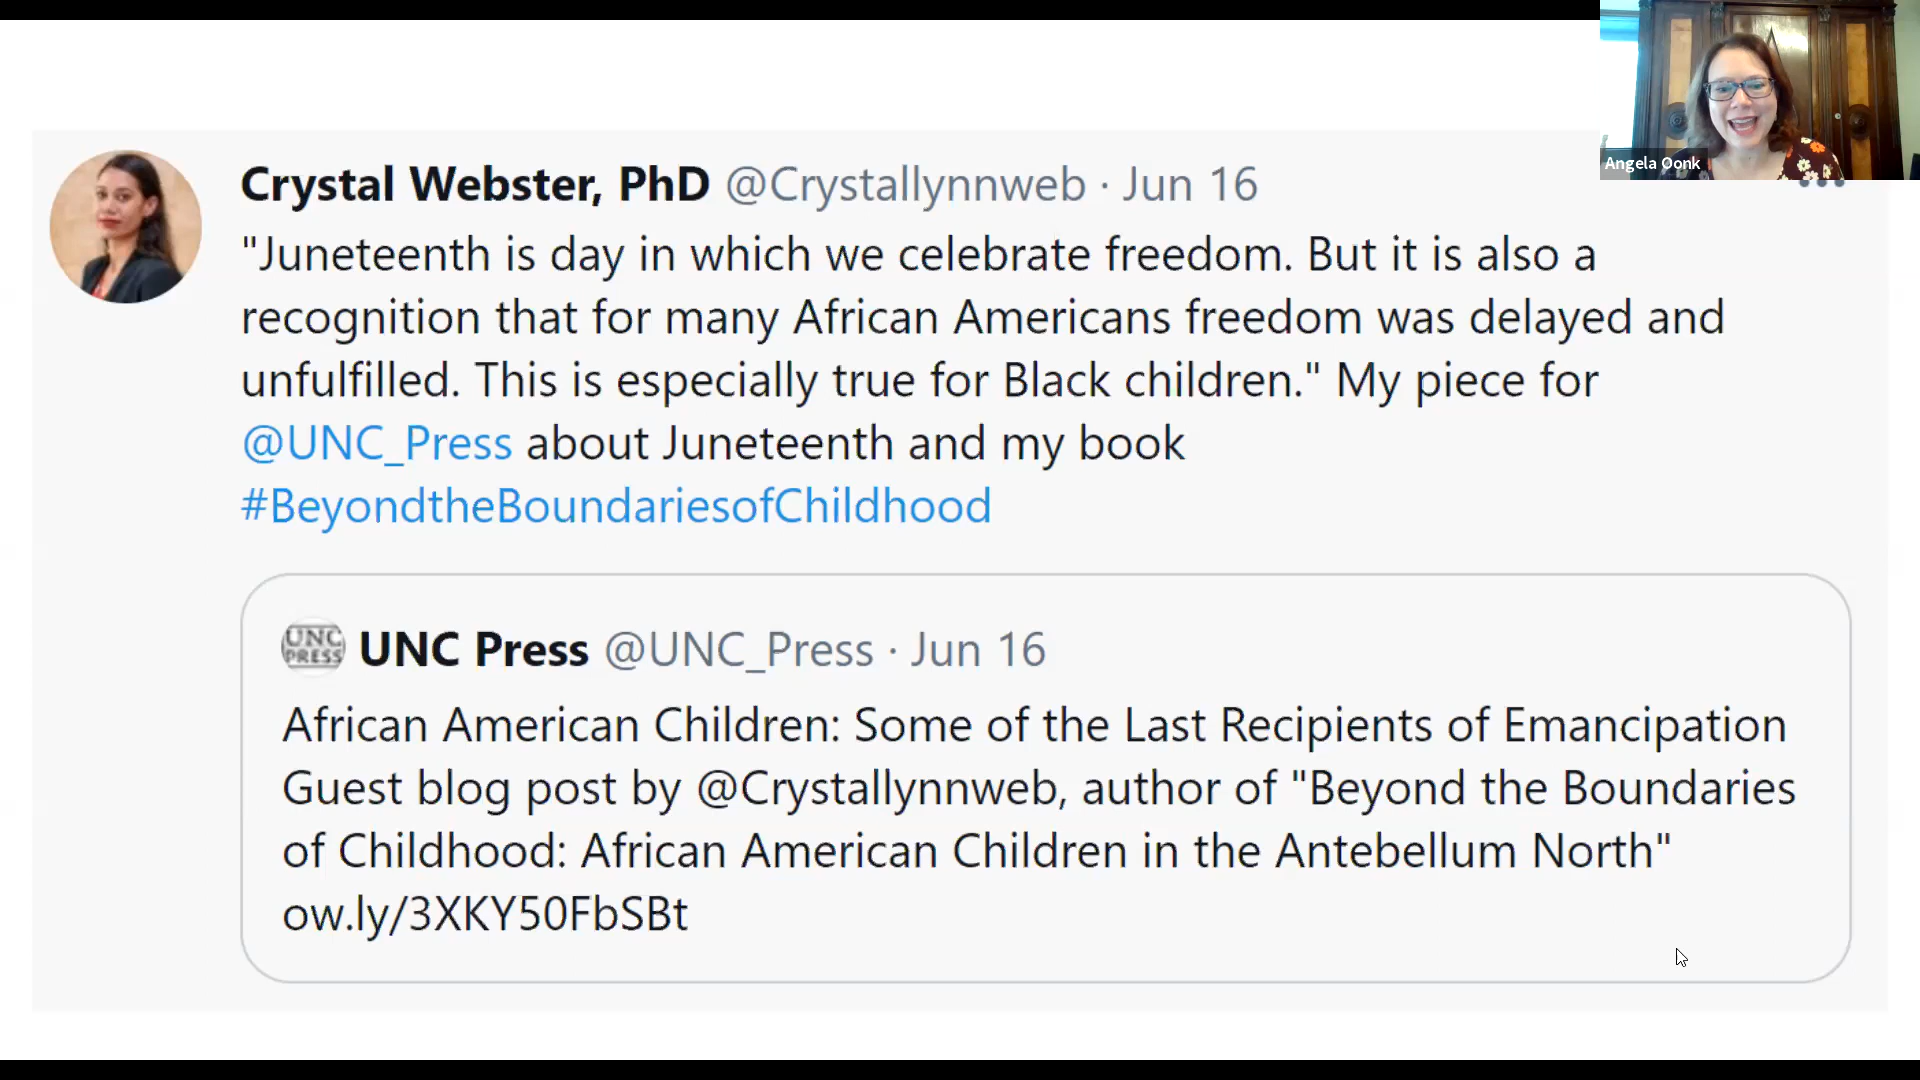 Angela Oonk
Crystal Webster, PhD @Crystallynnweb · Jun 16
"Juneteenth is day in which we celebrate freedom. But it is also a
recognition that for many African Americans freedom was delayed and
unfulfilled. This is especially true for Black children." My piece for
@UNC_Press about Juneteenth and my book
#BeyondtheBoundariesofChildhood
UNC
PRESS
UNC Press @UNC_Press · Jun 16
African American Children: Some of the Last Recipients of Emancipation
Guest blog post by @Crystallynnweb, author of "Beyond the Boundaries
of Childhood: African American Children in the Antebellum North"
ow.ly/3XKY50FbSBt